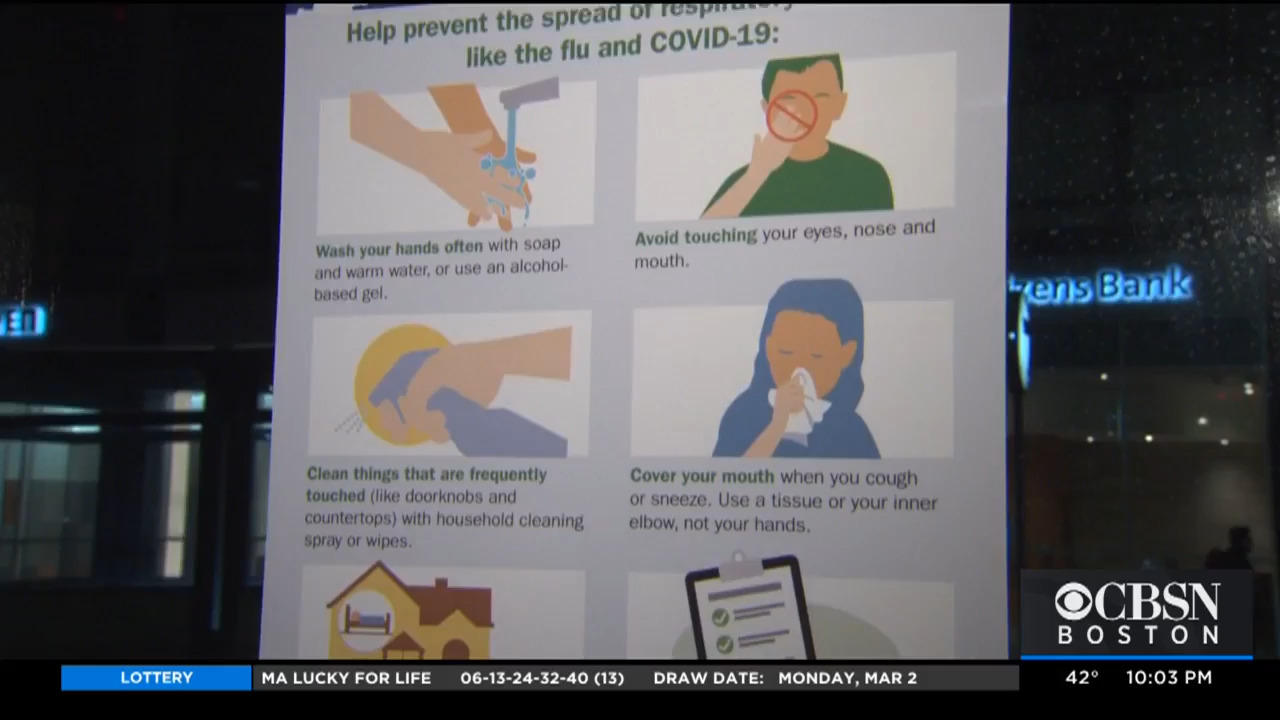 Help prevent the spread of respiratory
like the flu and COVID-19:
Wash your hands often with soap
and warm water, or use an alcohol-
based gel.
Avoid touching your eyes, nose and
mouth.
Clean things that are frequently
touched (like doorknobs and
countertops) with household cleaning
spray or wipes.
Cover your mouth when you cough
or sneeze. Use a tissue or your inner
elbow, not your hands.
zens Bank
CBSN
BOSTON
LOTTERY MA LUCKY FOR LIFE 06-13-24-32-40 (13) DRAW DATE: MONDAY, MAR 2 42° 10:03 PM